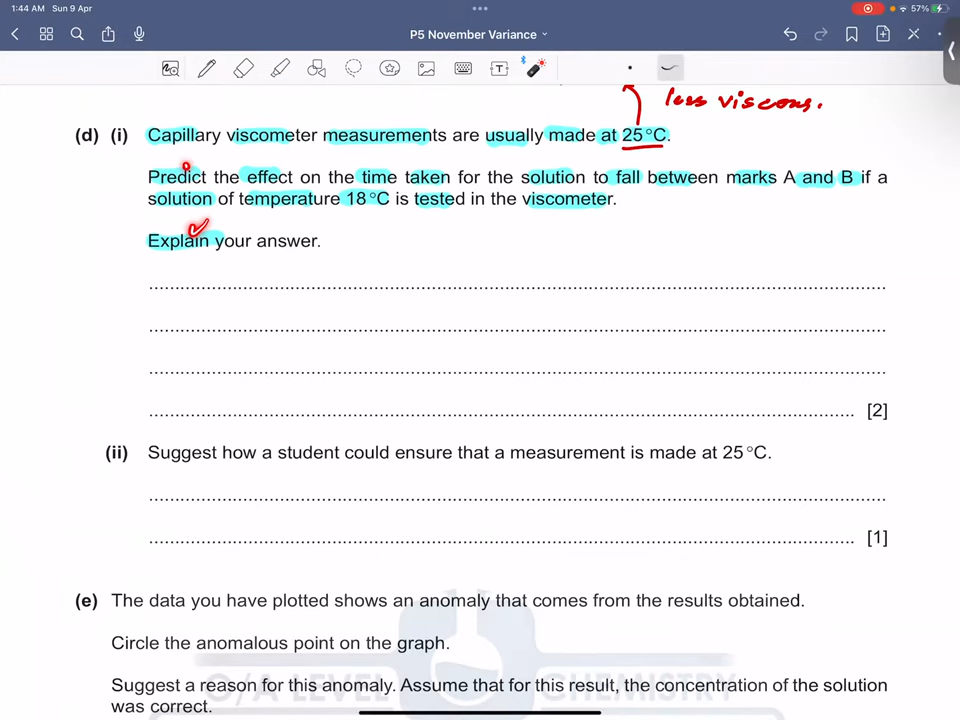 1:44 AM Sun 9 Apr
57%
P5 November Variance
T
less viscous.
(d) (i) Capillary viscometer measurements are usually made at 25 °C.
Predict the effect on the time taken for the solution to fall between marks A and B if a
solution of temperature 18 °C is tested in the viscometer.
Explain your answer.
[2]
(ii) Suggest how a student could ensure that a measurement is made at 25 °C.
[1]
(e) The data you have plotted shows an anomaly that comes from the results obtained.
Circle the anomalous point on the graph.
O/A LEVEL CHEMISTRY
Suggest a reason for this anomaly. Assume that for this result, the concentration of the solution
was correct.